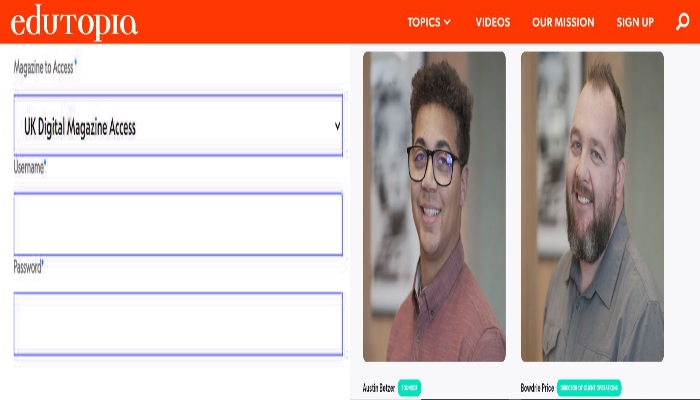 edutopia
TOPICS VIDEOS OUR MISSION SIGN UP
Magazine to Access*
UK Digital Magazine Access
Username*
Password*
Austin Betzer FOUNDER
Bowdrie Price DIRECTOR OF CLIENT OPERATIONS